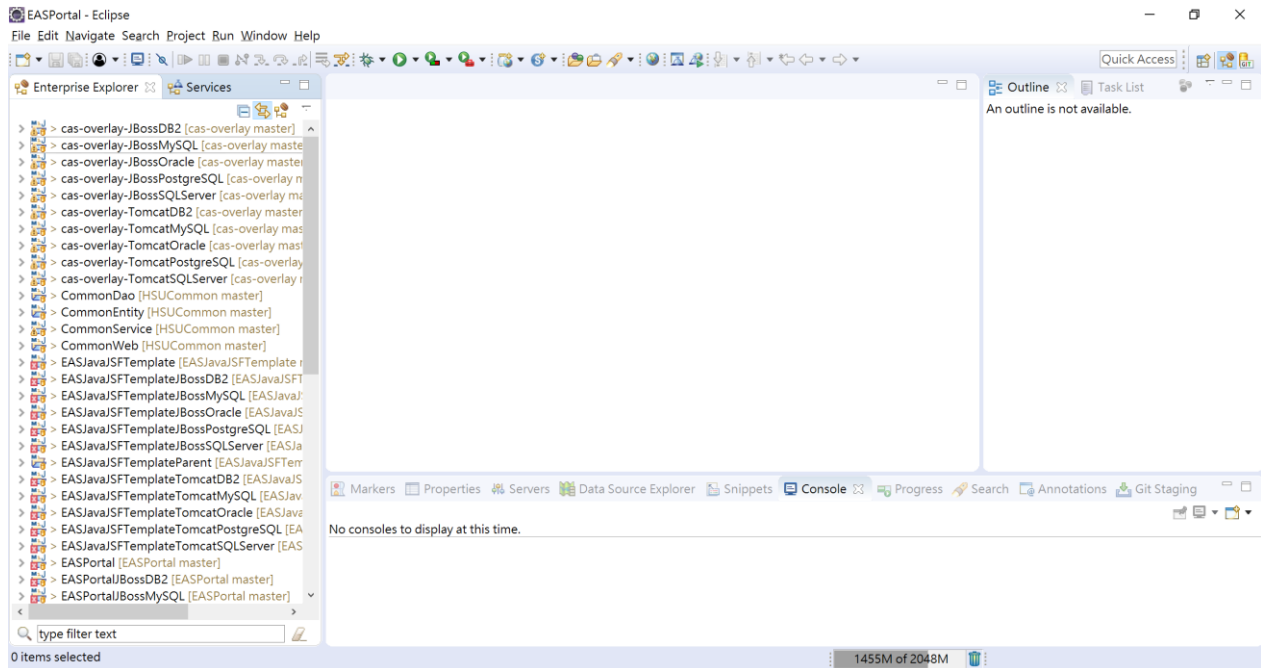 EASPortal - Eclipse
File Edit Navigate Search Project Run Window Help
Quick Access
Enterprise Explorer
Services
> cas-overlay-JBossDB2 [cas-overlay master]
> cas-overlay-JBossMySQL [cas-overlay maste
> cas-overlay-JBossOracle [cas-overlay master
> cas-overlay-JBossPostgreSQL [cas-overlay m
> cas-overlay-JBossSQLServer [cas-overlay ma
> cas-overlay-TomcatDB2 [cas-overlay master
> cas-overlay-TomcatMySQL [cas-overlay mas
> cas-overlay-TomcatOracle [cas-overlay mast
> cas-overlay-TomcatPostgreSQL [cas-overlay
> cas-overlay-TomcatSQLServer [cas-overlay r
> CommonDao [HSUCommon master]
> CommonEntity [HSUCommon master]
> CommonService [HSUCommon master]
> CommonWeb [HSUCommon master]
> EASJavaJSFTemplate [EASJavaJSFTemplate r
> EASJavaJSFTemplateJBossDB2 [EASJavaJSFT
> EASJavaJSFTemplateJBossMySQL [EASJavaJ
> EASJavaJSFTemplateJBossOracle [EASJavaJS
> EASJavaJSFTemplateJBossPostgreSQL [EASJ
> EASJavaJSFTemplateJBossSQLServer [EASJa
> EASJavaJSFTemplateParent [EASJavaJSFTem
> EASJavaJSFTemplateTomcatDB2 [EASJavaJS
> EASJavaJSFTemplateTomcatMySQL [EASJav
> EASJavaJSFTemplateTomcatOracle [EASJava
> EASJavaJSFTemplateTomcatPostgreSQL [EA
> EASJavaJSFTemplateTomcatSQLServer [EAS
> EASPortal [EASPortal master]
> EASPortalJBossDB2 [EASPortal master]
> EASPortalJBossMySQL [EASPortal master]
type filter text
0 items selected
Outline
Task List
An outline is not available.
Markers Properties Servers Data Source Explorer Snippets Console Progress Search Annotations Git Staging
No consoles to display at this time.
1455M of 2048M